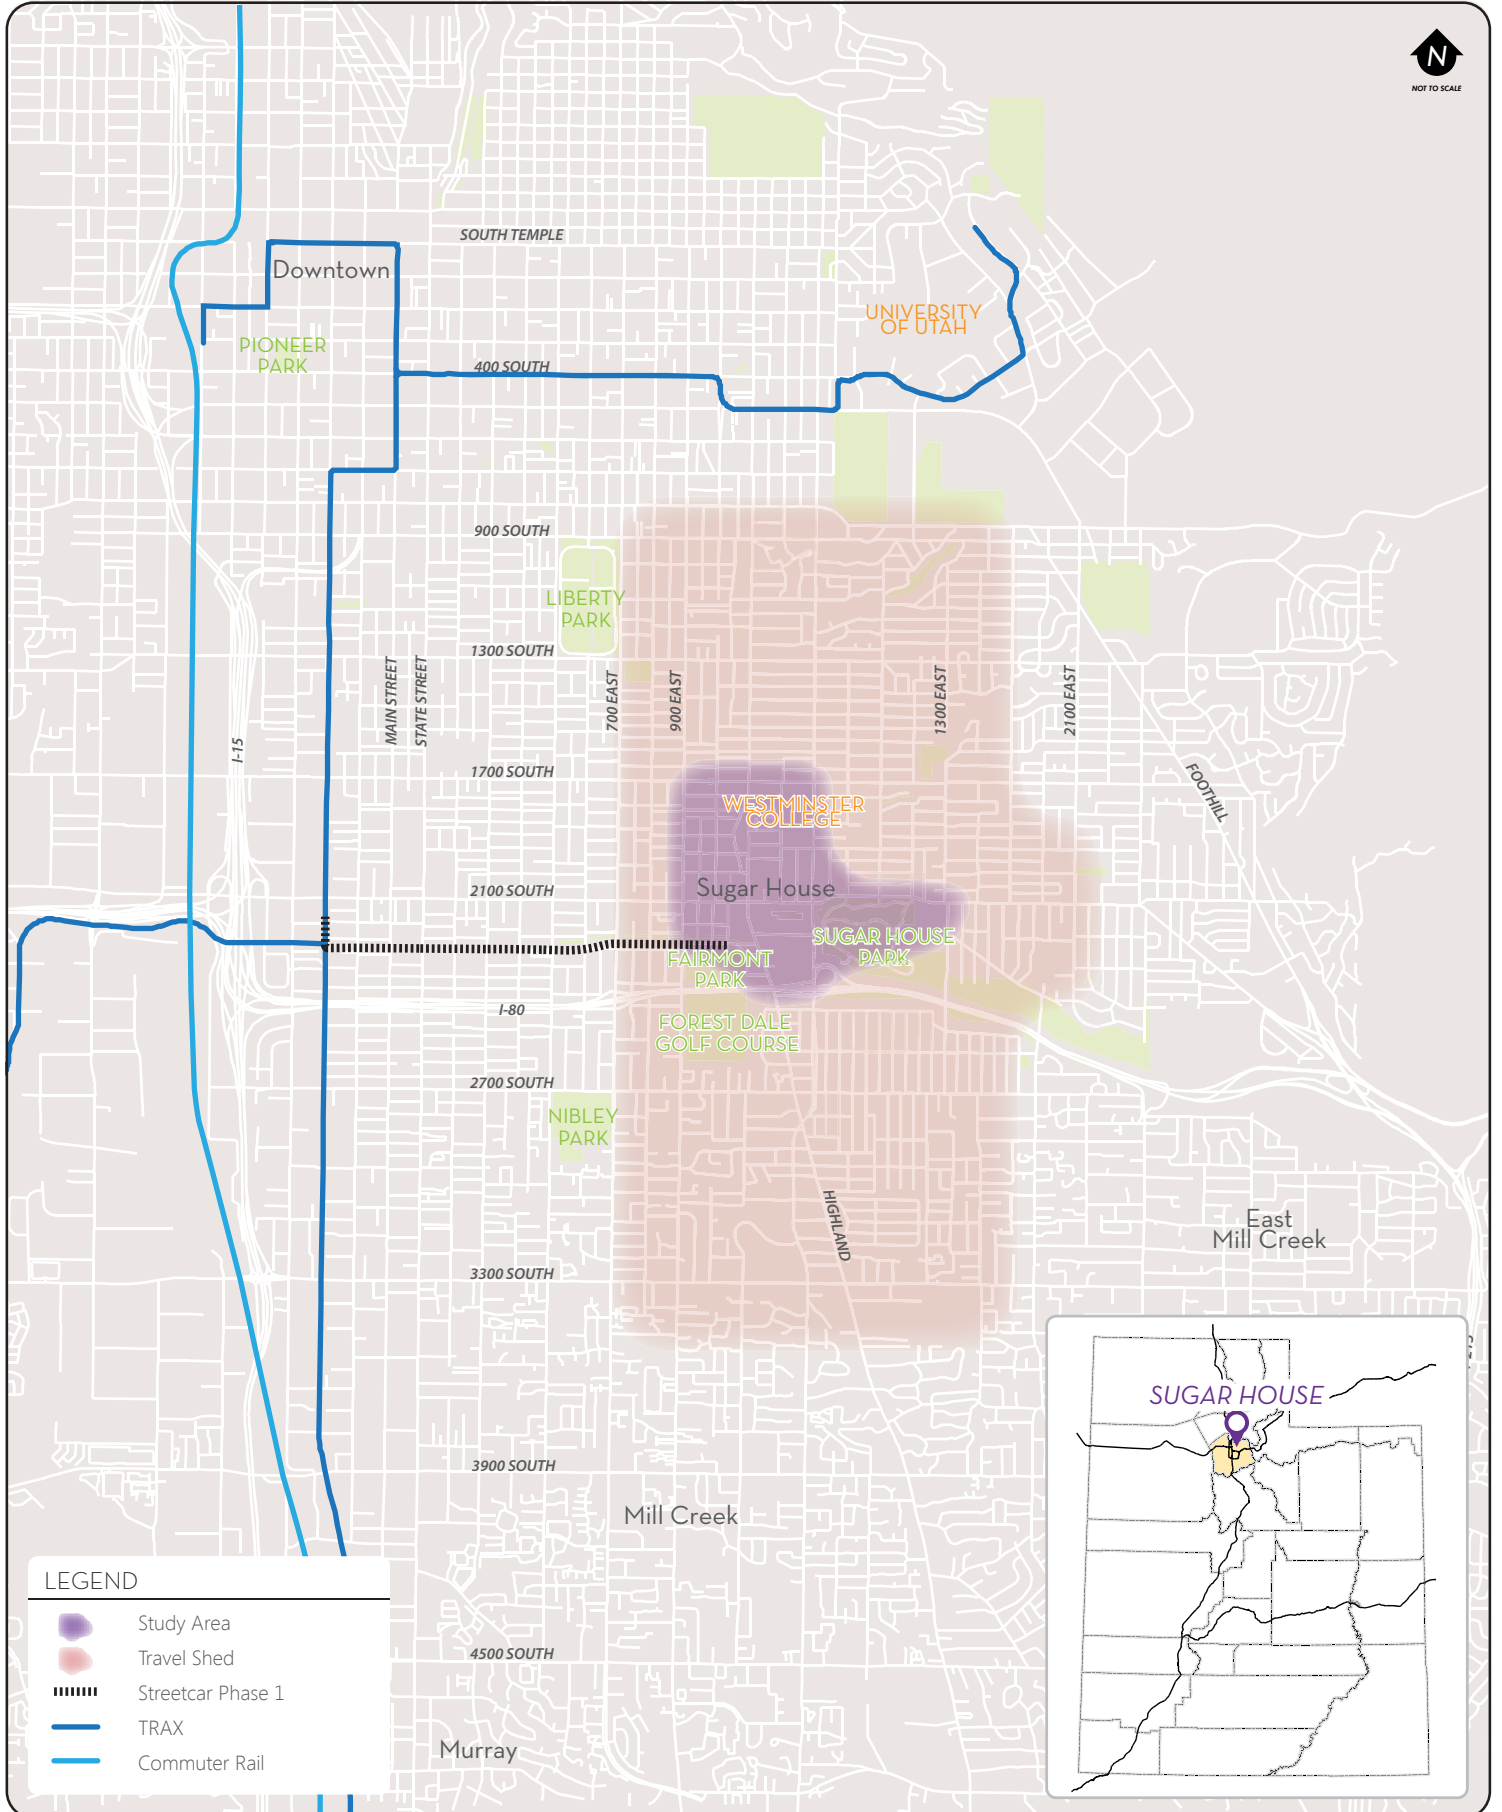 N
NOT TO SCALE
SOUTH TEMPLE
Downtown
UNIVERSITY
OF UTAH
PIONEER
PARK
400 SOUTH
900 SOUTH
LIBERTY
PARK
1300 SOUTH
MAIN STREET
STATE STREET
700 EAST
900 EAST
1300 EAST
2100 EAST
I-15
1700 SOUTH
FOOTHILL
WESTMINSTER
COLLEGE
2100 SOUTH
Sugar House
SUGAR HOUSE
PARK
FAIRMONT
PARK
I-80
FOREST DALE
GOLF COURSE
2700 SOUTH
NIBLEY
PARK
HIGHLAND
East
Mill Creek
3300 SOUTH
SUGAR HOUSE
3900 SOUTH
Mill Creek
4500 SOUTH
Murray
LEGEND
Study Area
Travel Shed
Streetcar Phase 1
TRAX
Commuter Rail